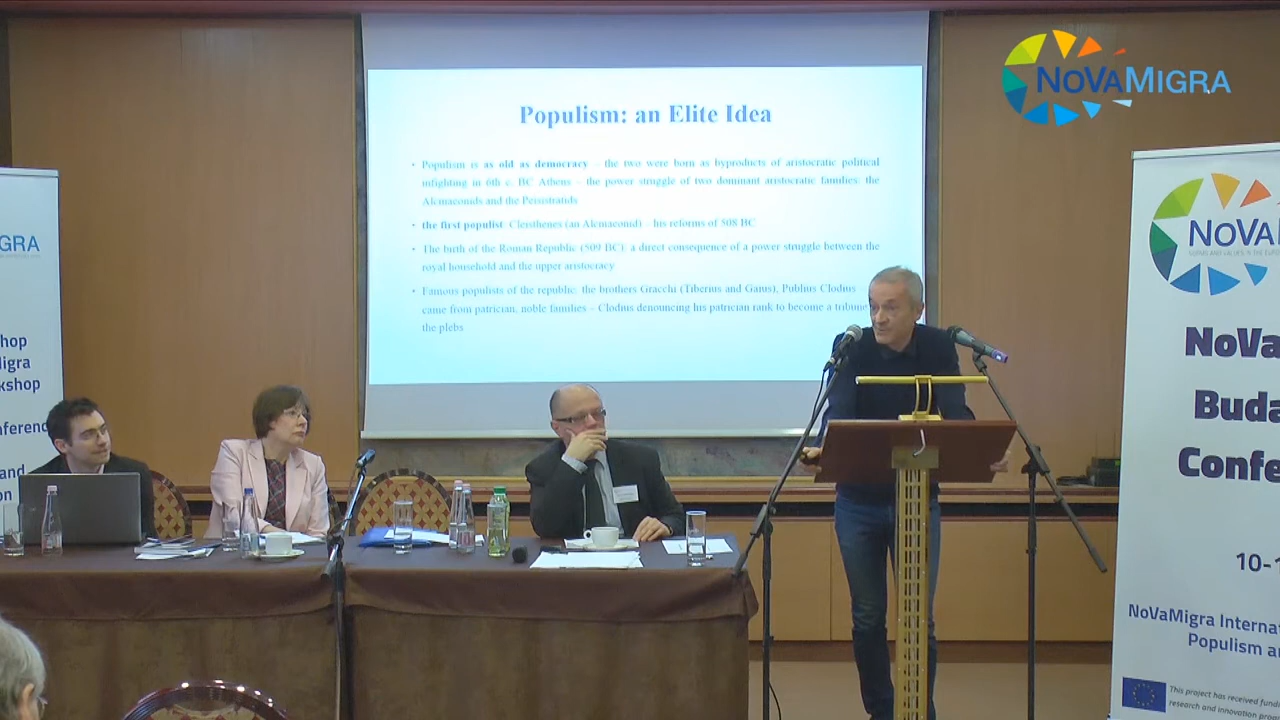 NOVAMIGRA
Populism: an Elite Idea
• Populism is as old as democracy – the two were born as byproducts of aristocratic political
infighting in 6th c. BC Athens – the power struggle of two dominant aristocratic families: the
Alcmaeonids and the Peisistratids
• the first populist: Cleisthenes (an Alcmaeonid) – his reforms of 508 BC
• The birth of the Roman Republic (509 BC): a direct consequence of a power struggle between the
royal household and the upper aristocracy
• Famous populists of the republic: the brothers Gracchi (Tiberius and Gaius), Publius Clodius
came from patrician, noble families – Clodius denouncing his patrician rank to become a tribune
the plebs
IGRA
hop
ligra
kshop
nferenc
and
on
NOVA
NoVa
Buda
Confe
10-1
NoVaMigra Internat
Populism a
This project has received fund
research and innovation pro